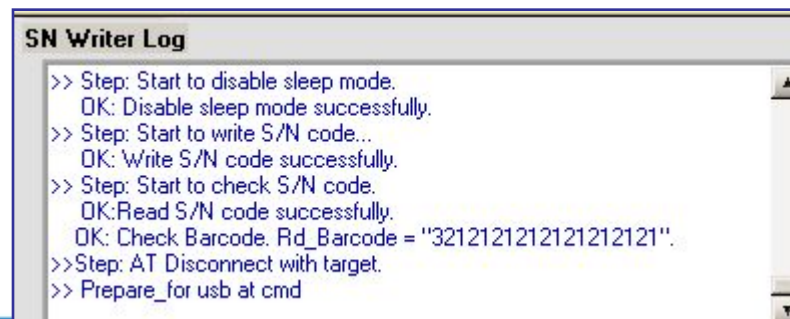 SN Writer Log
>> Step: Start to disable sleep mode.
OK: Disable sleep mode successfully.
>> Step: Start to write S/N code...
OK: Write S/N code successfully.
>> Step: Start to check S/N code.
OK:Read S/N code successfully.
OK: Check Barcode. Rd_Barcode = "3212121212121212121".
>>Step: AT Disconnect with target.
>> Prepare_for usb at cmd